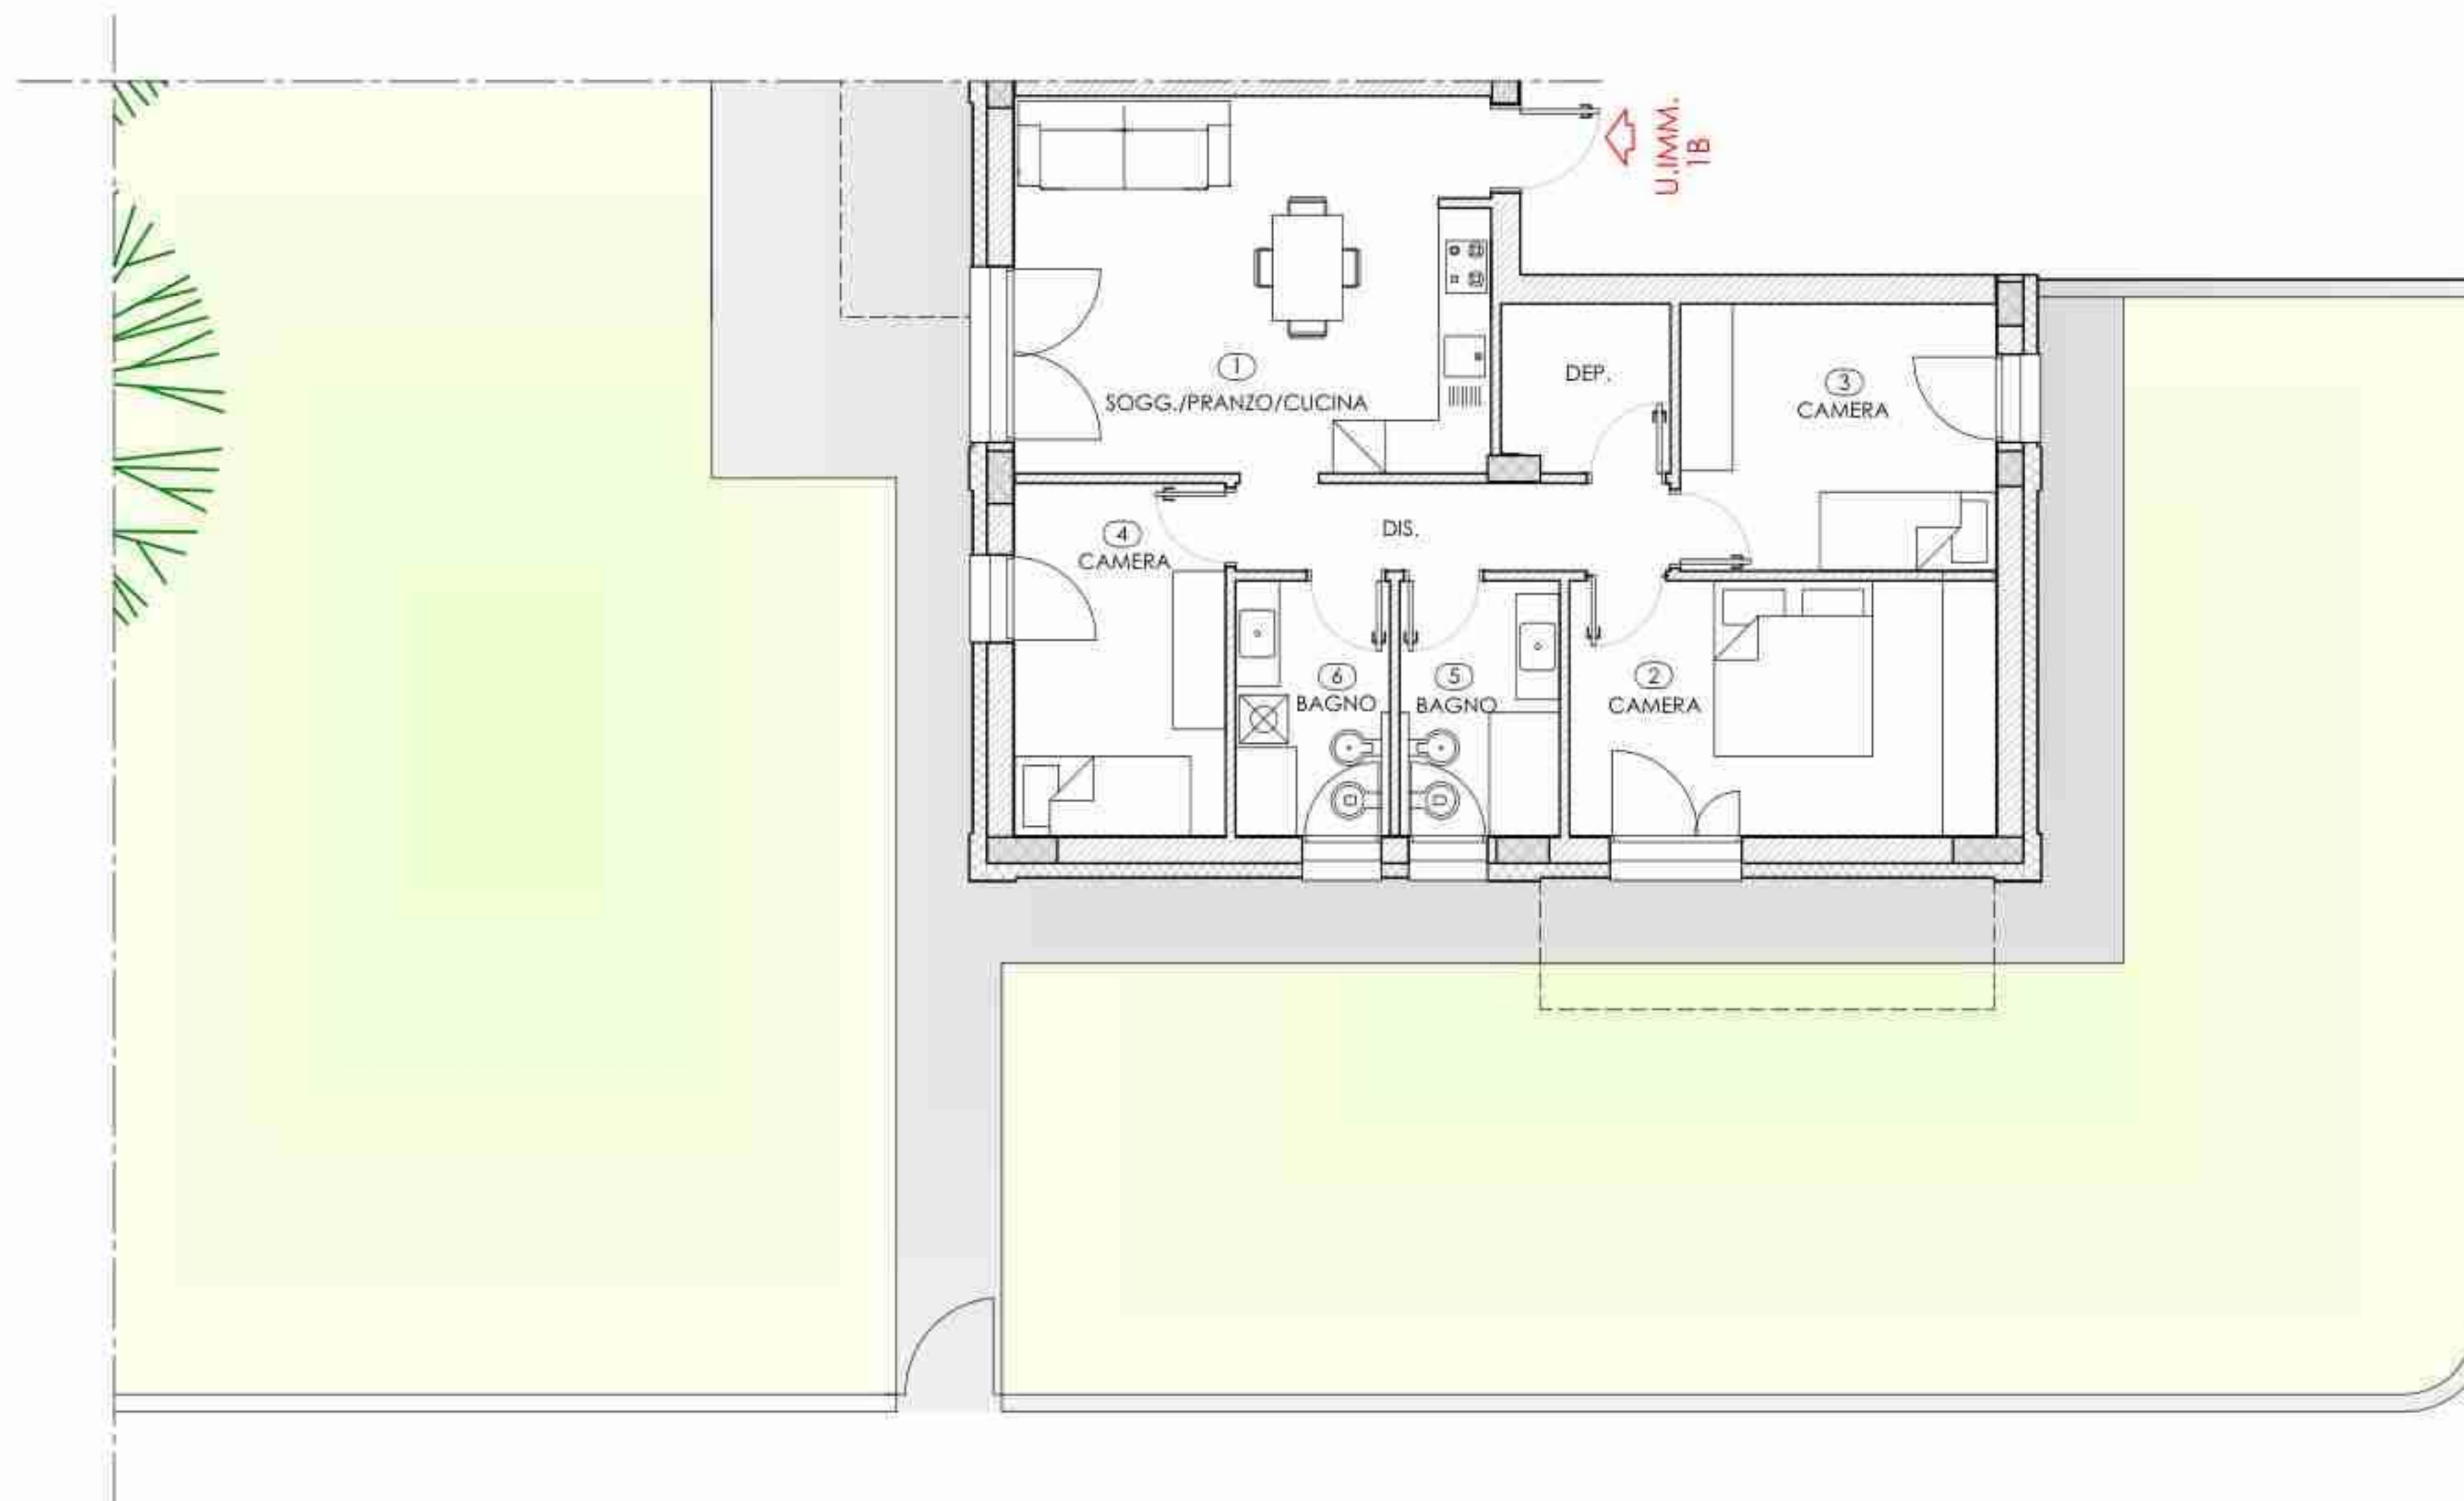 U.IMM.
1B
1
SOGG./PRANZO/CUCINA
DEP.
3
CAMERA
4
CAMERA
DIS.
6
BAGNO
5
BAGNO
2
CAMERA